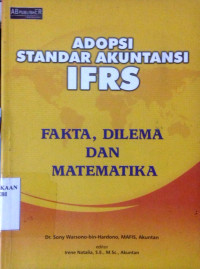 ADOPSI
STANDAR AKUNTANSI
IFRS
FAKTA, DILEMA
DAN
MATEMATIKA
Dr. Sony Warsono-bin-Hardono, MAFIS, Akuntan
editor
Irene Natalia, S.E., M.Sc., Akuntan